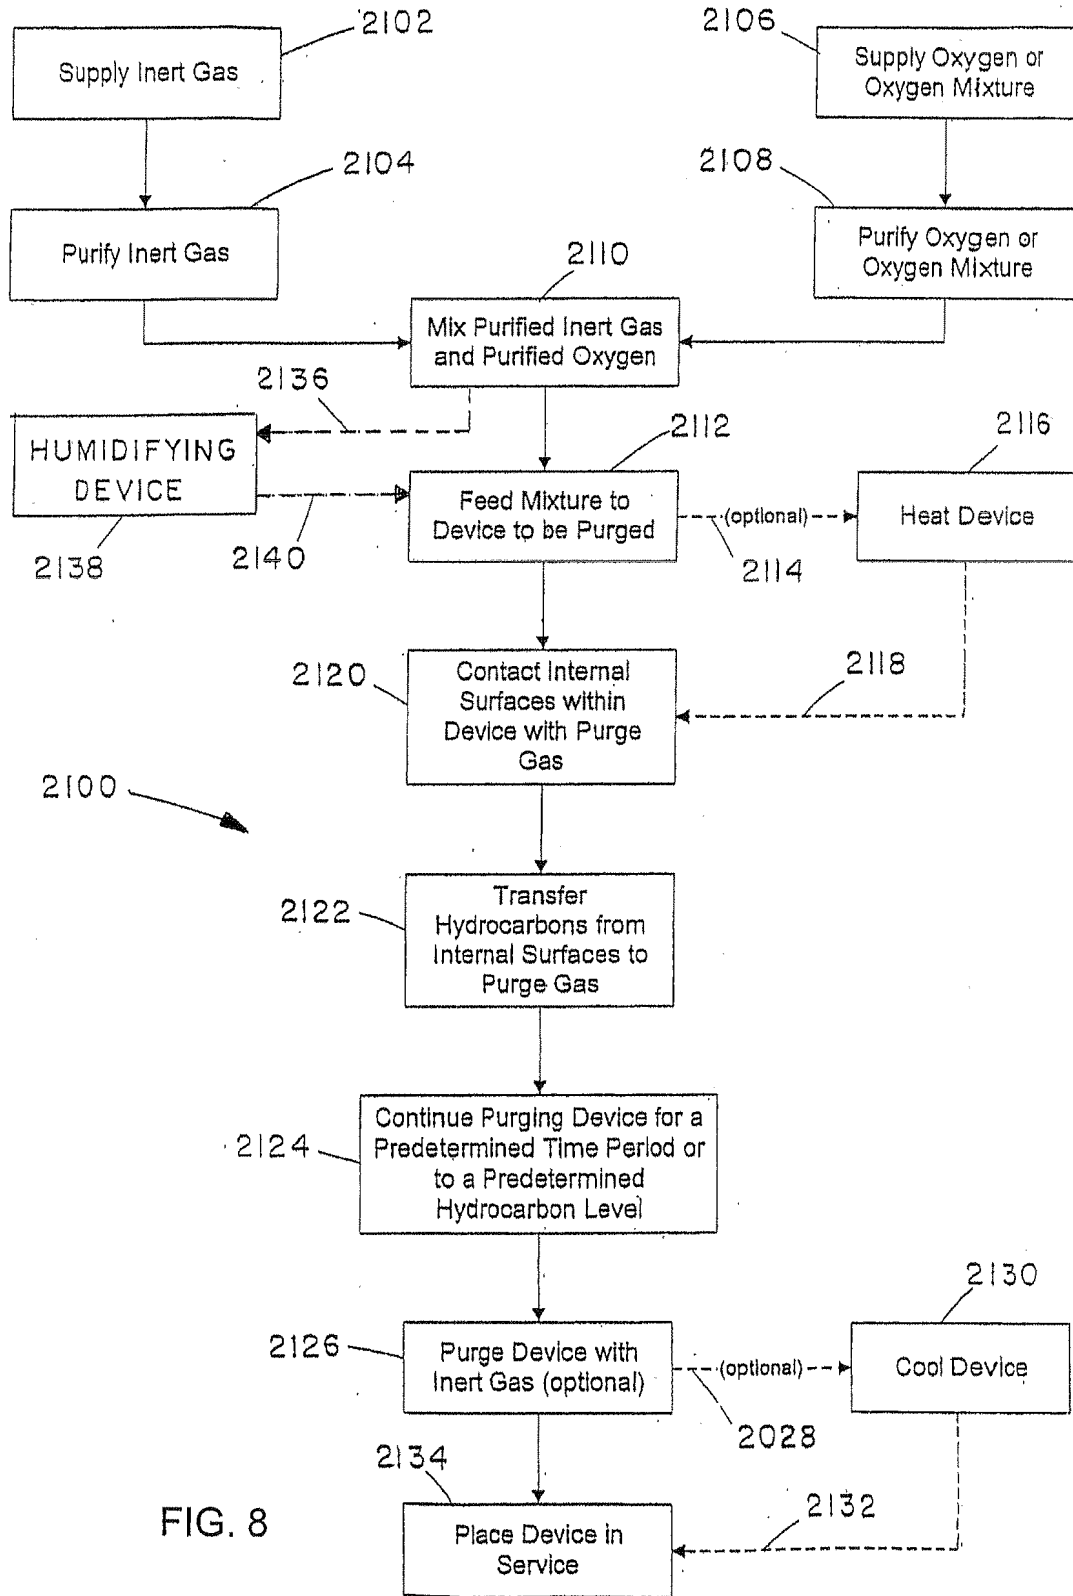 2102
2106
Supply Inert Gas
Supply Oxygen or
Oxygen Mixture
2104
2108
Purify Inert Gas
Purify Oxygen or
Oxygen Mixture
2110
Mix Purified Inert Gas
and Purified Oxygen
2136
2112
2116
HUMIDIFYING
DEVICE
Feed Mixture to
Device to be Purged
(optional)
Heat Device
2138
2140
2114
2120
Contact Internal
Surfaces within
Device with Purge
Gas
2118
2100
2122
Transfer
Hydrocarbons from
Internal Surfaces to
Purge Gas
2124
Continue Purging Device for a
Predetermined Time Period or
to a Predetermined
Hydrocarbon Level
2130
2126
Purge Device with
Inert Gas (optional)
(optional)
Cool Device
2028
2134
2132
Place Device in
Service
FIG. 8